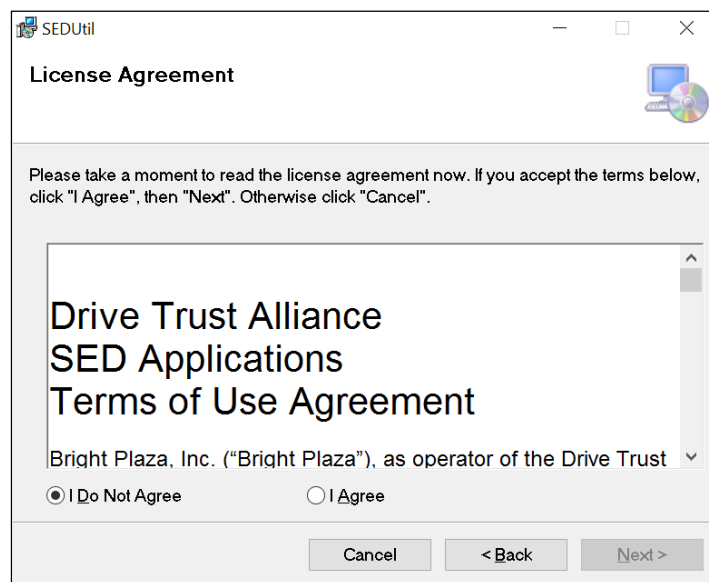 SEDUtil
License Agreement
Please take a moment to read the license agreement now. If you accept the terms below,
click "I Agree", then "Next". Otherwise click "Cancel".
Drive Trust Alliance
SED Applications
Terms of Use Agreement
Bright Plaza, Inc. (“Bright Plaza”), as operator of the Drive Trust
I Do Not Agree
I Agree
Cancel
< Back
Next >